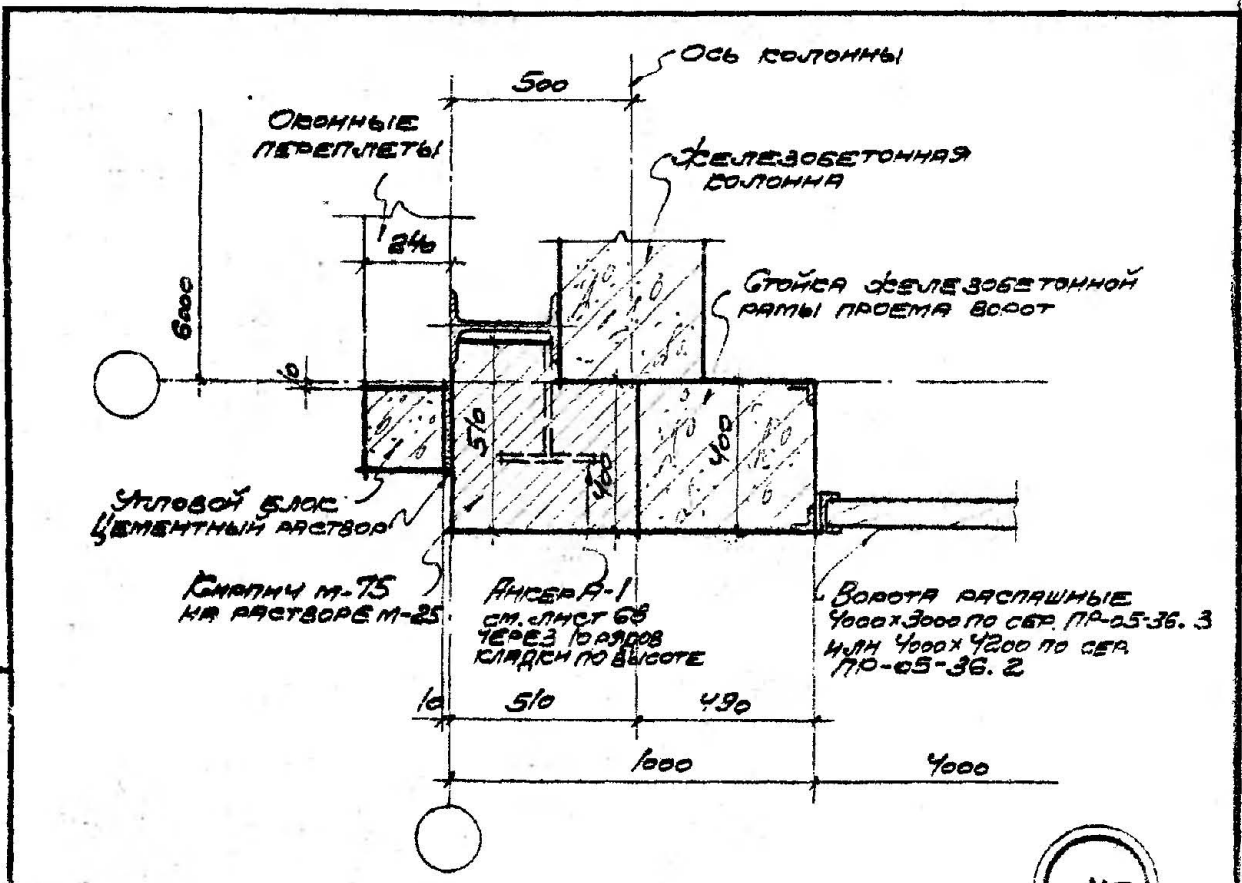 Ось колонны
500
Оконные
переплеты
Железобетонная
колонна
240
Стойка железобетонной
рамы проема ворот
6000
10
510
400
400
Угловой блок
Цементный раствор
Кирпич М-75
на растворе М-25
Анкер А-1
см. лист 68
через 10 рядов
кладки по высоте
Ворота распашные
4000х3000 по сер. ПР-05-36.3
или 4000х4200 по сер.
ПР-05-36.2
10
510
490
1000
4000